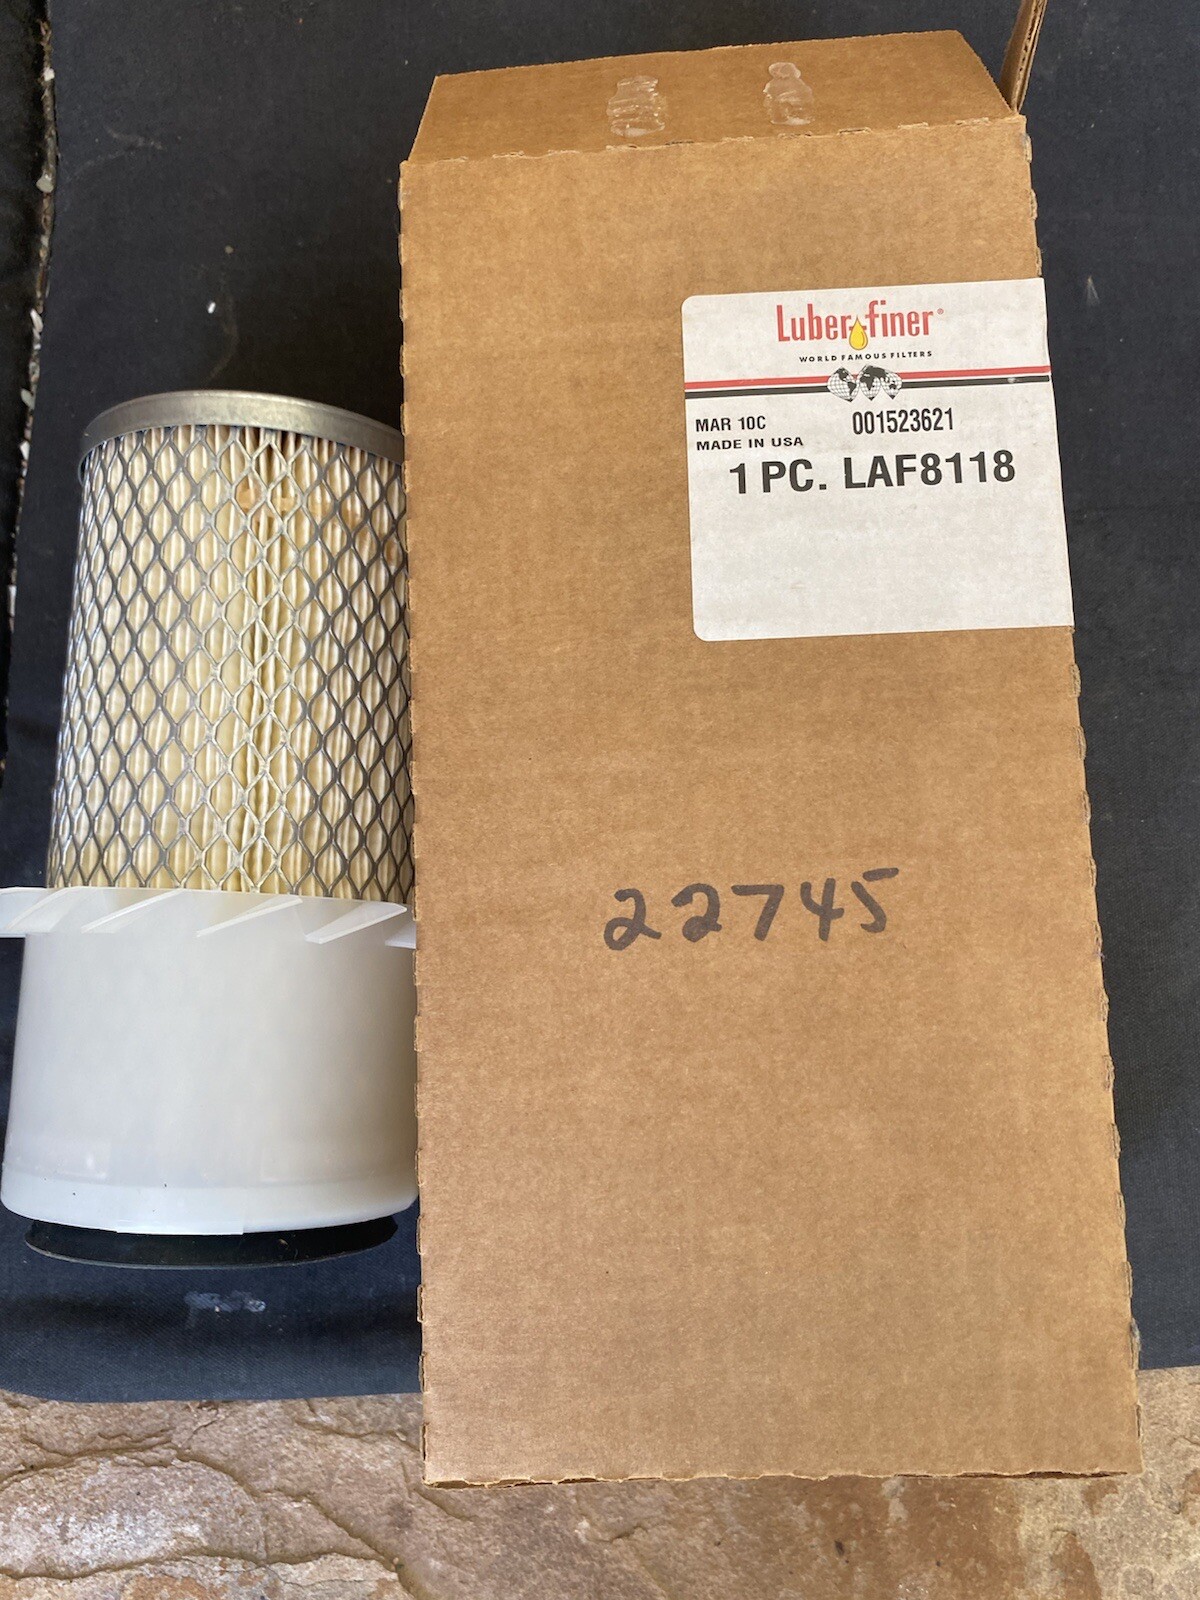 Luber-finer®
WORLD FAMOUS FILTERS
MAR 10C 001523621
MADE IN USA
1 PC. LAF8118
22745